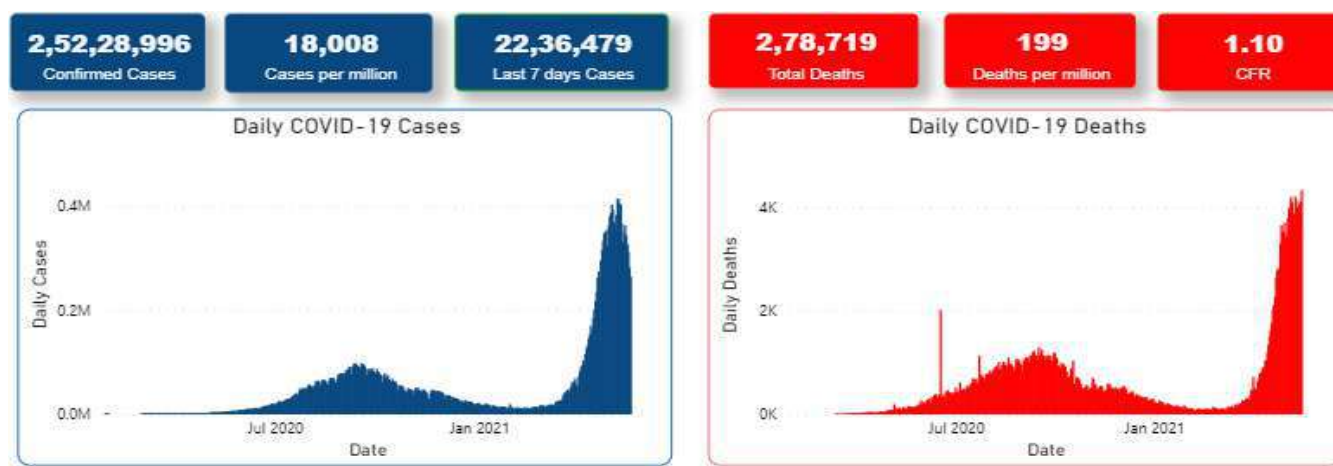 2,52,28,996
Confirmed Cases
18,008
Cases per million
22,36,479
Last 7 days Cases
2,78,719
Total Deaths
199
Deaths per million
1.10
CFR
Daily COVID-19 Cases
Daily Cases
0.4M
0.2M
0.0M
Jul 2020
Jan 2021
Date
Daily COVID-19 Deaths
Daily Deaths
4K
2K
0K
Jul 2020
Jan 2021
Date